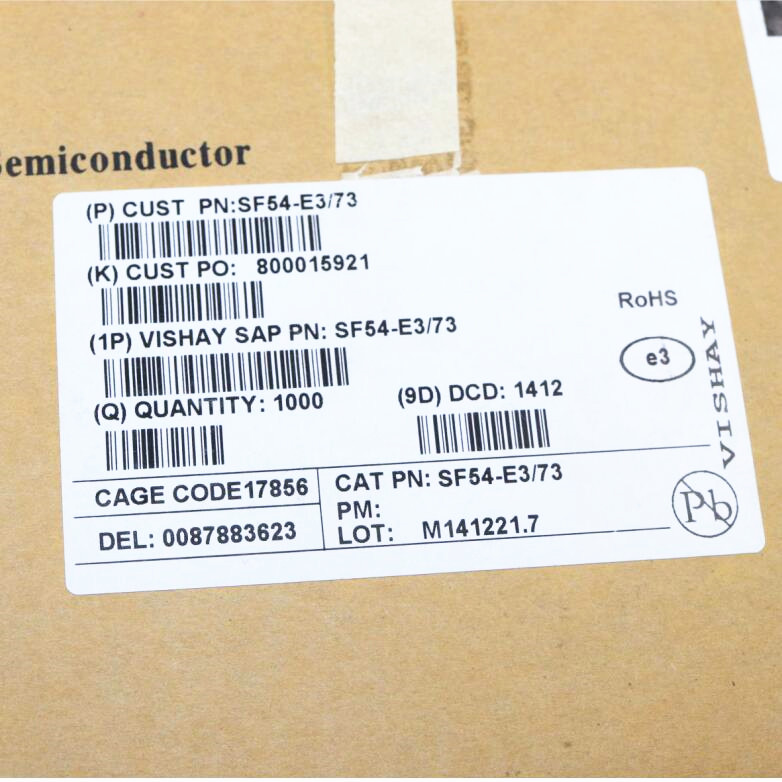 Semiconductor
(P) CUST PN:SF54-E3/73
(K) CUST PO: 800015921
(1P) VISHAY SAP PN: SF54-E3/73
(Q) QUANTITY: 1000
(9D) DCD: 1412
RoHS
e3
VISHAY
CAGE CODE17856
DEL: 0087883623
CAT PN: SF54-E3/73
PM:
LOT: M141221.7
Pb